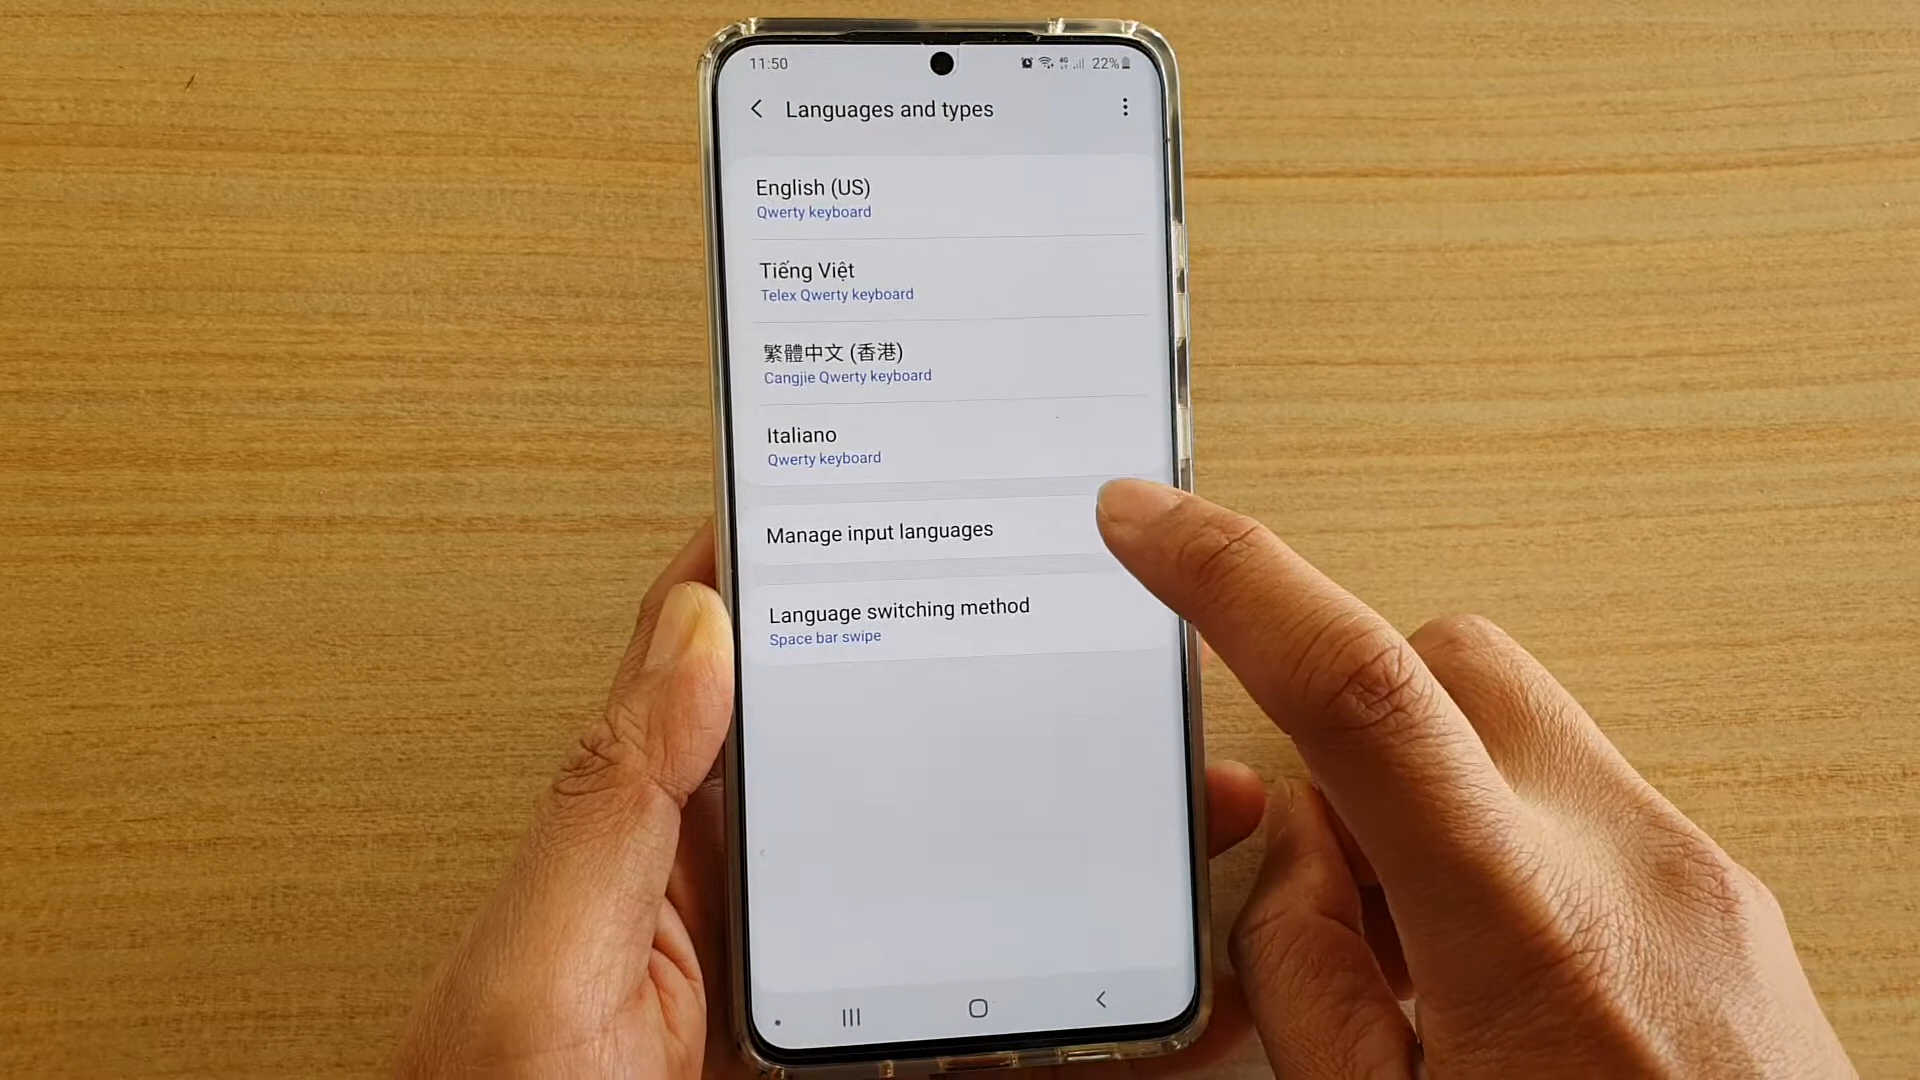 11:50
4G
22%
Languages and types
English (US)
Qwerty keyboard
Tiếng Việt
Telex Qwerty keyboard
繁體中文 (香港)
Cangjie Qwerty keyboard
Italiano
Qwerty keyboard
Manage input languages
Language switching method
Space bar swipe